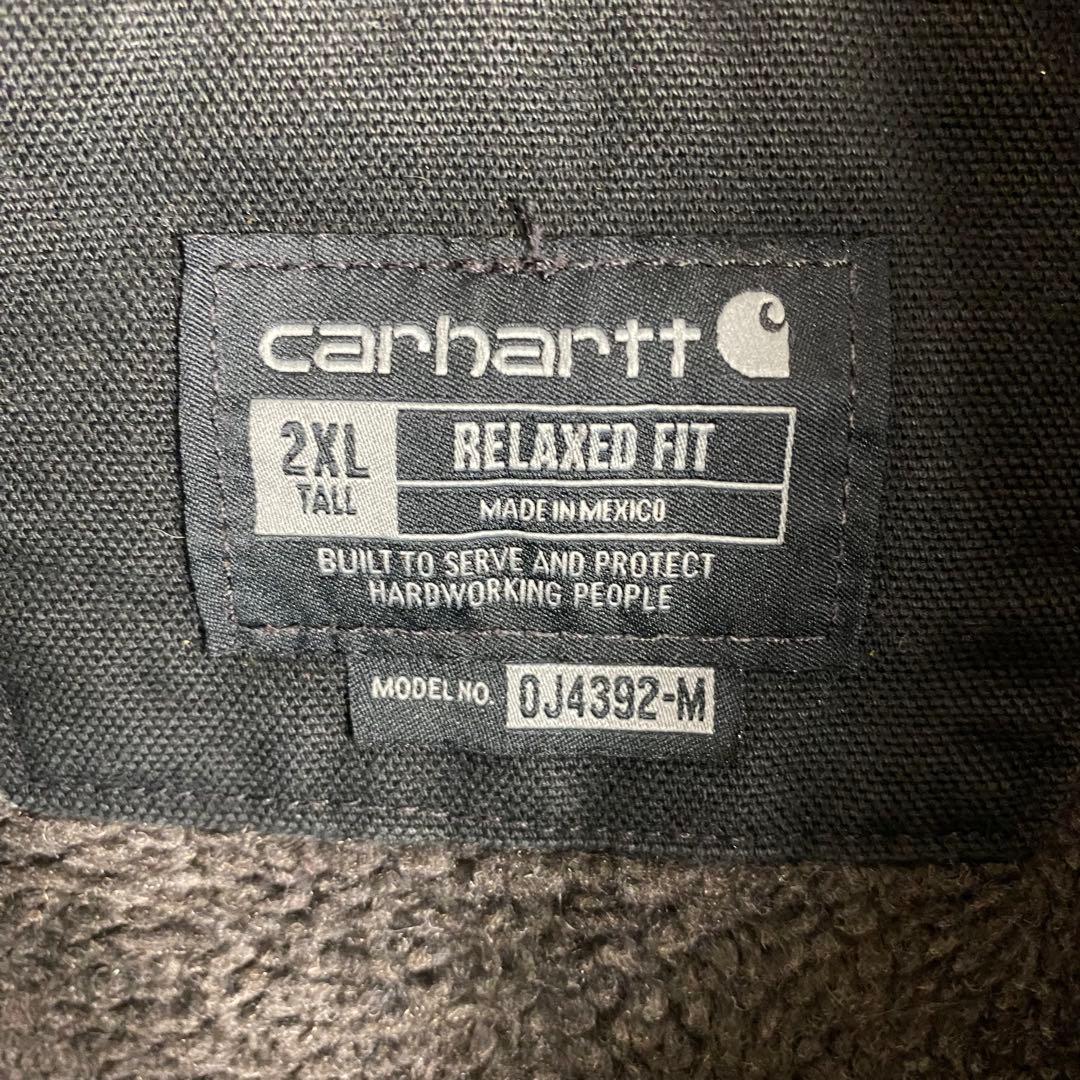 carhartt
2XL
TALL
RELAXED FIT
MADE IN MEXICO
BUILT TO SERVE AND PROTECT
HARDWORKING PEOPLE
MODEL NO. 0J4392-M